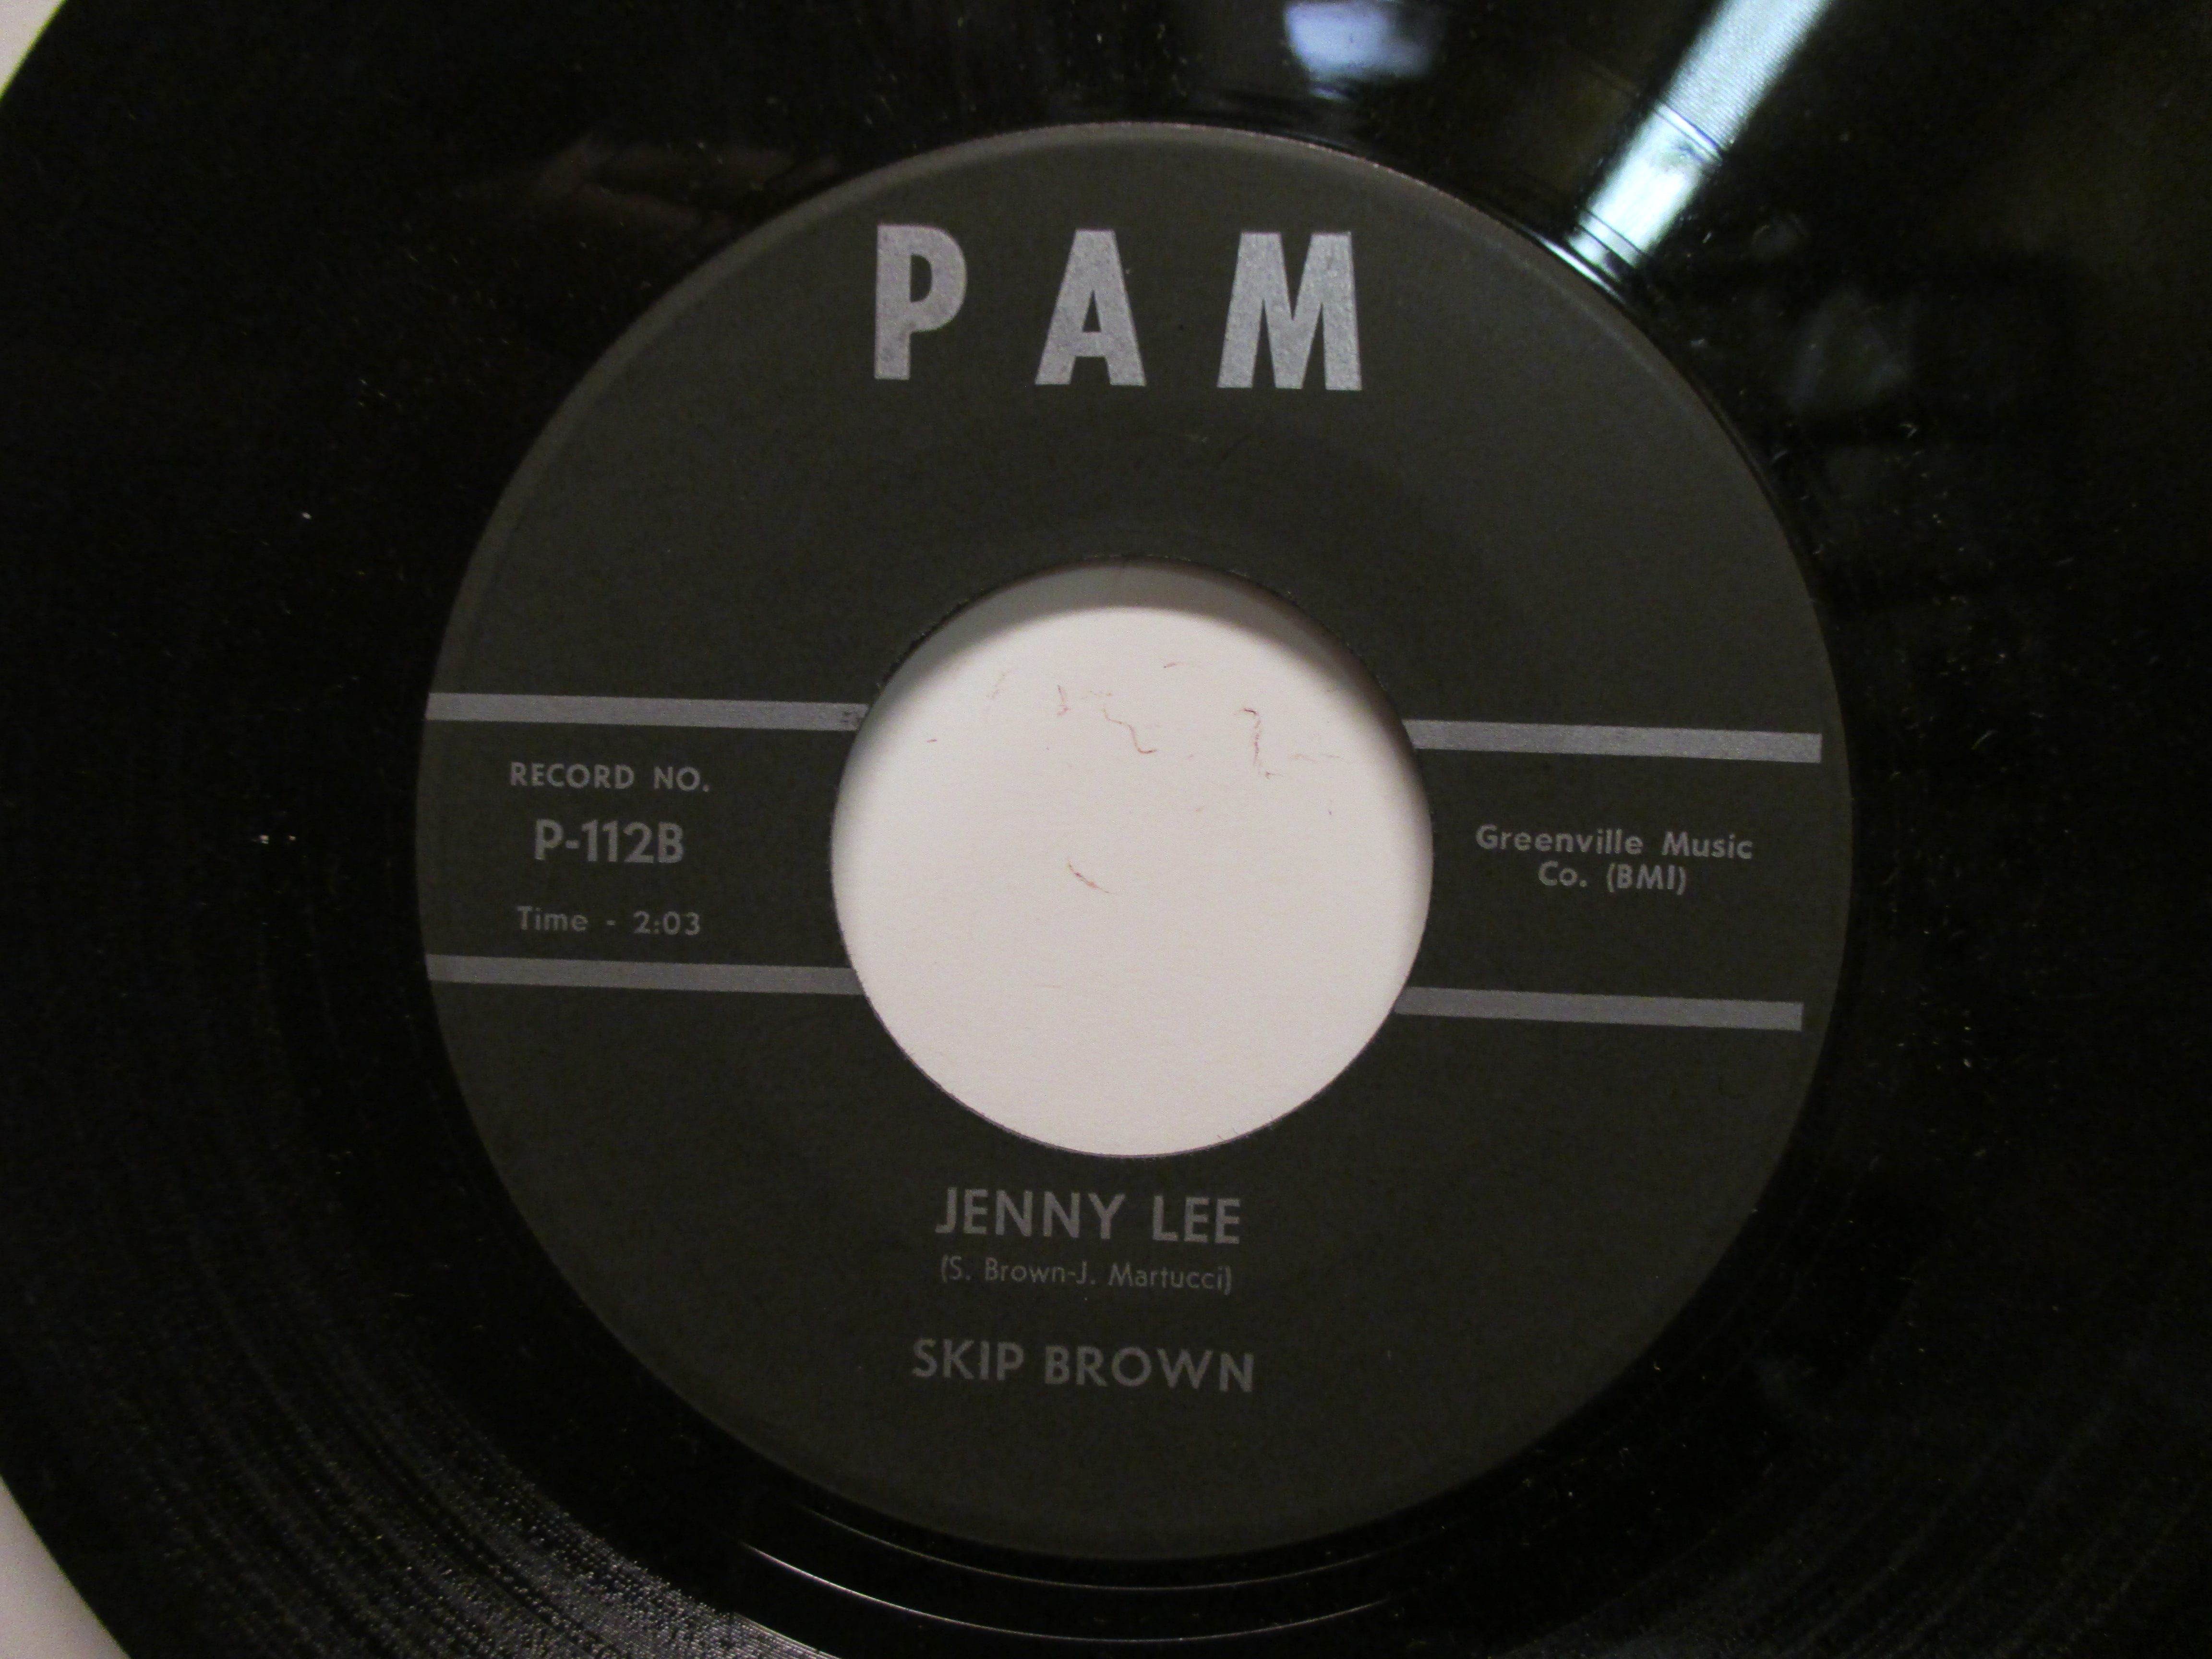 PAM
RECORD NO.
P-112B
Time - 2:03
Greenville Music
Co. (BMI)
JENNY LEE
(S. Brown-J. Martucci)
SKIP BROWN